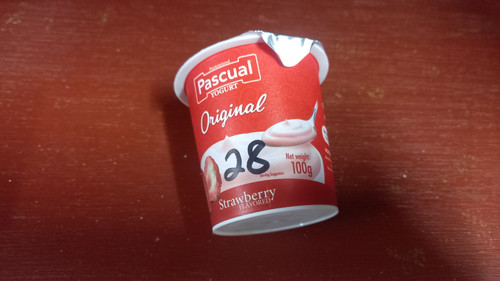 Pascual
YOGURT
Original
28
Net weight:
100g
Strawberry
FLAVORED